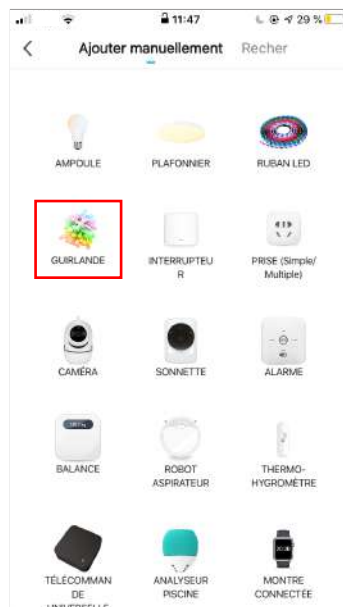 11:47 29 %
Ajouter manuellement Recher
AMPOULE PLAFONNIER RUBAN LED
GUIRLANDE INTERRUPTEU PRISE (Simple/
R Multiple)
CAMÉRA SONNETTE ALARME
BALANCE ROBOT THERMO-
ASPIRATEUR HYGROMÈTRE
TÉLÉCOMMAN ANALYSEUR MONTRE
DE PISCINE CONNECTÉE
UNIVERSELLE